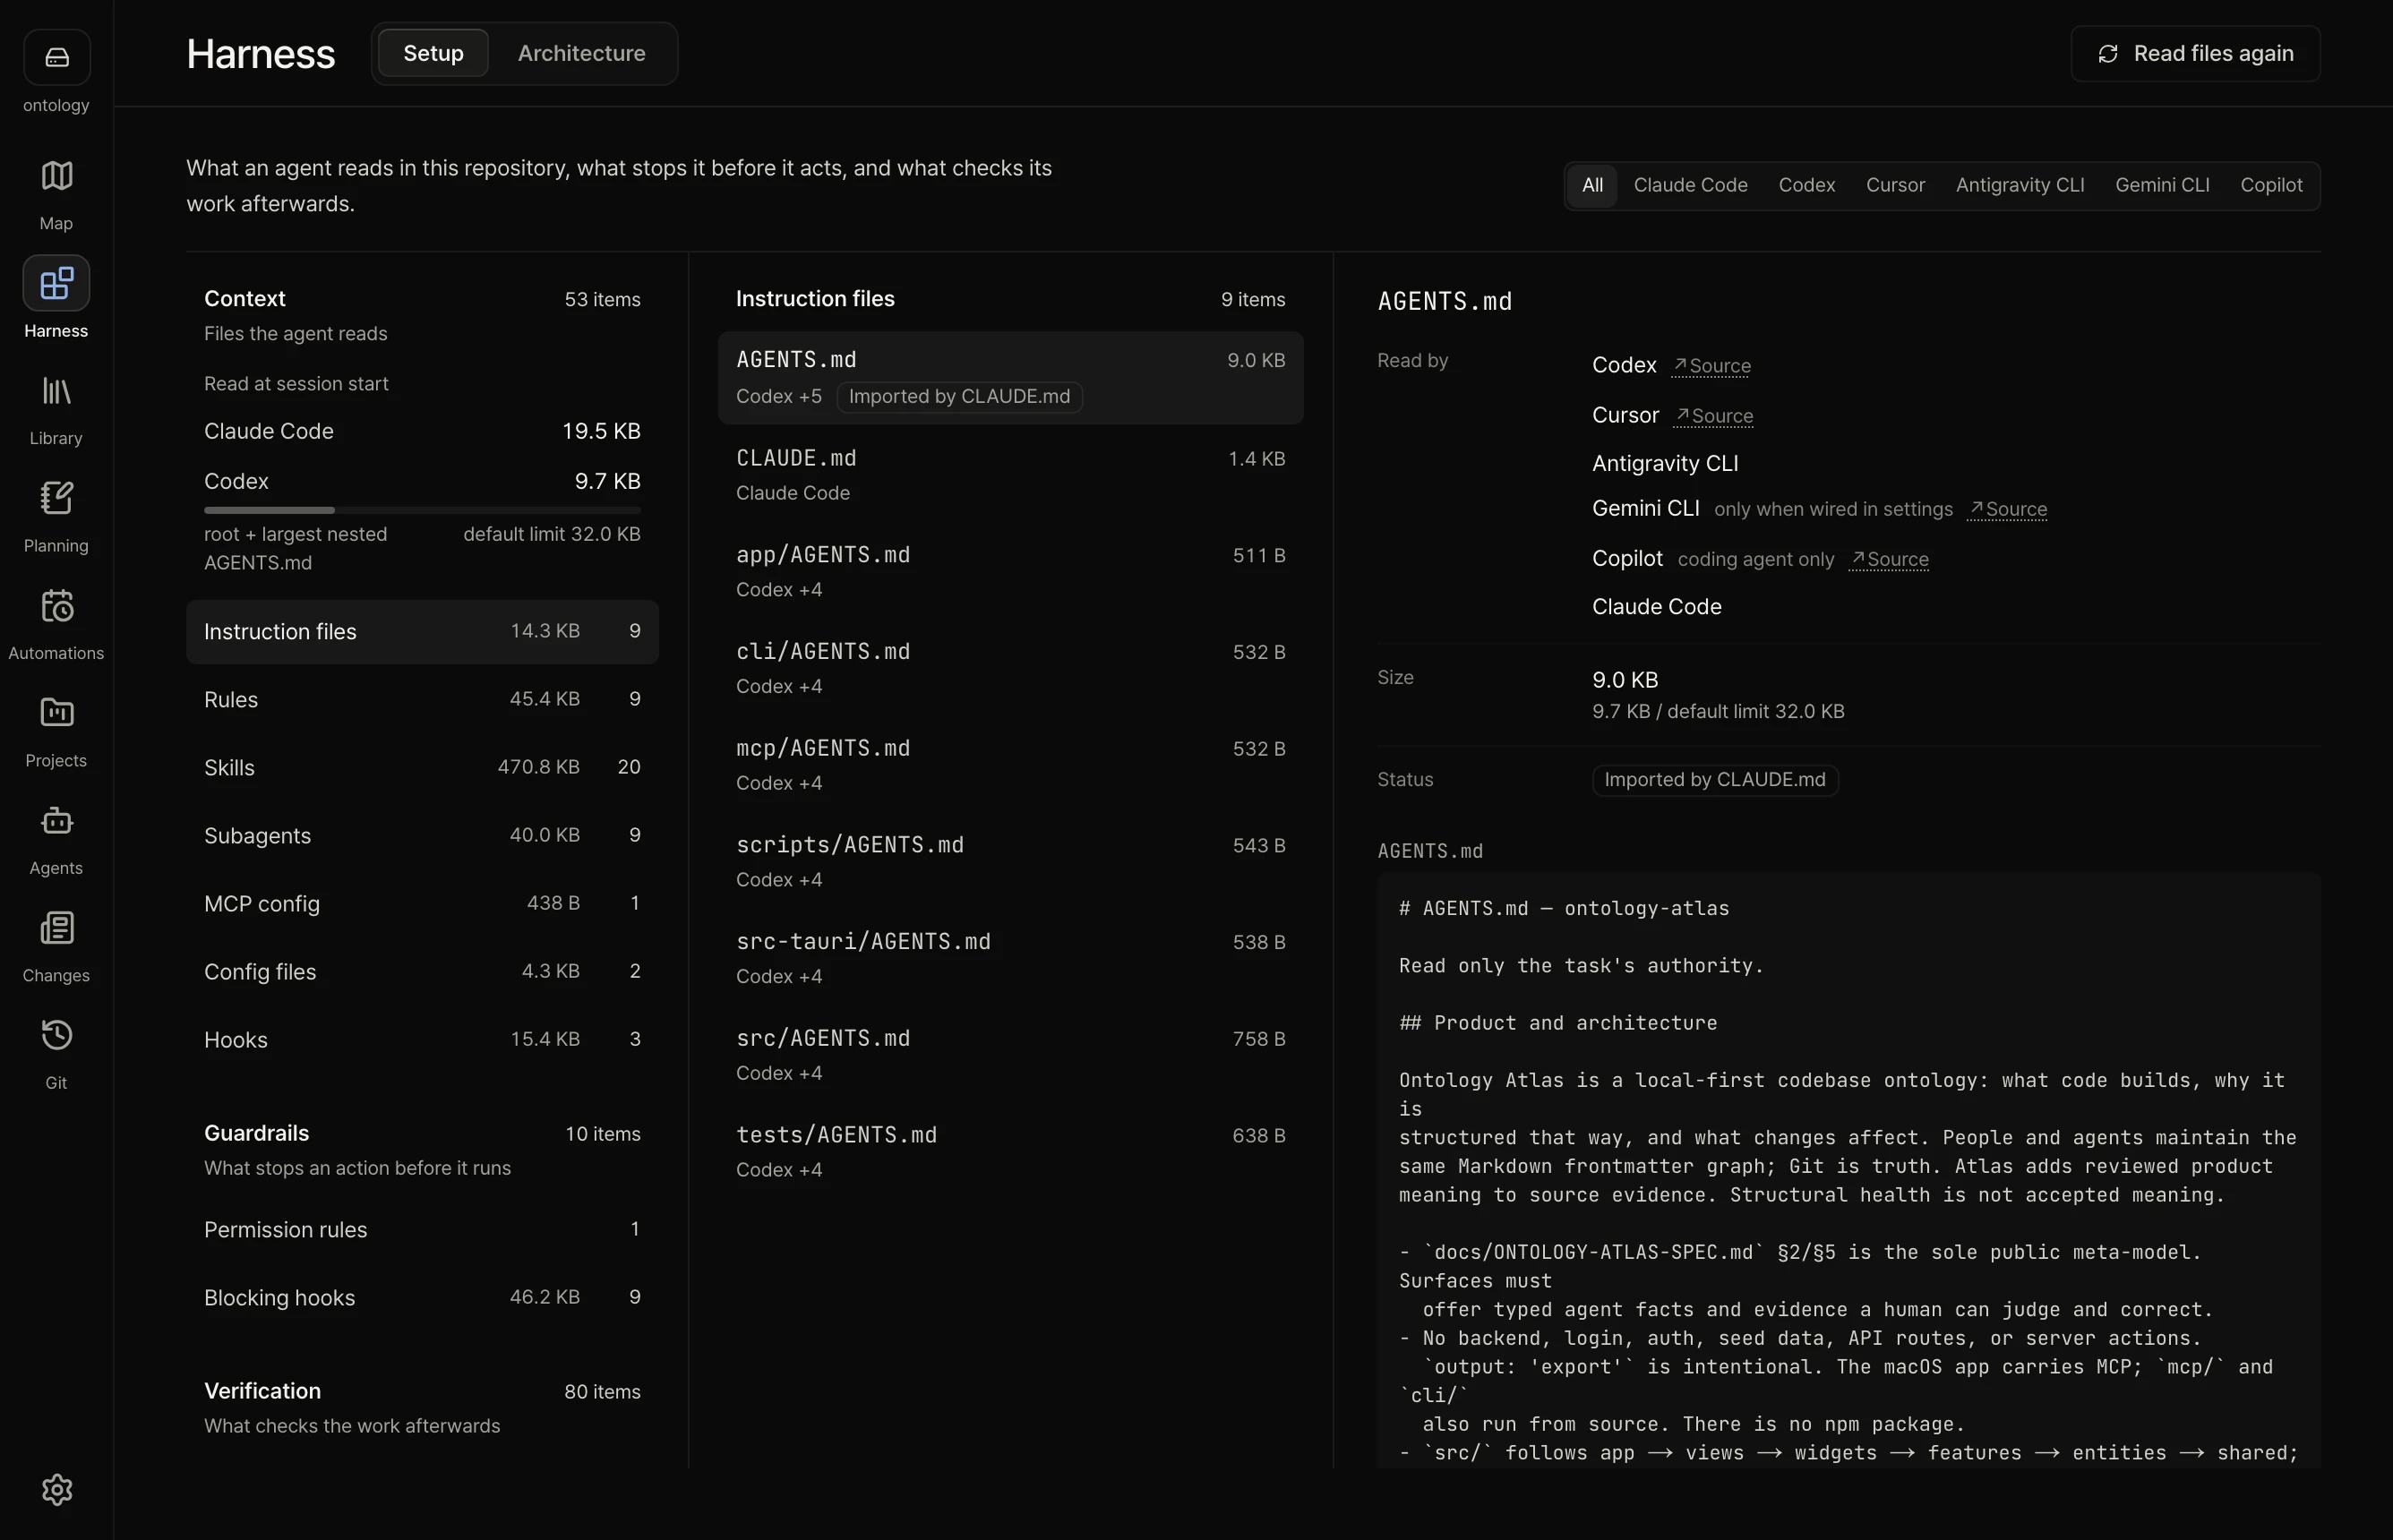 ontology
Map
Harness
Library
Planning
Automations
Projects
Agents
Changes
Git
Harness
Setup
Architecture
Read files again
What an agent reads in this repository, what stops it before it acts, and what checks its
work afterwards.
All
Claude Code
Codex
Cursor
Antigravity CLI
Gemini CLI
Copilot
Context 53 items
Files the agent reads
Read at session start
Claude Code 19.5 KB
Codex 9.7 KB
root + largest nested default limit 32.0 KB
AGENTS.md
Instruction files 14.3 KB 9
Rules 45.4 KB 9
Skills 470.8 KB 20
Subagents 40.0 KB 9
MCP config 438 B 1
Config files 4.3 KB 2
Hooks 15.4 KB 3
Guardrails 10 items
What stops an action before it runs
Permission rules 1
Blocking hooks 46.2 KB 9
Verification 80 items
What checks the work afterwards
Instruction files 9 items
AGENTS.md 9.0 KB
Codex +5 Imported by CLAUDE.md
CLAUDE.md 1.4 KB
Claude Code
app/AGENTS.md 511 B
Codex +4
cli/AGENTS.md 532 B
Codex +4
mcp/AGENTS.md 532 B
Codex +4
scripts/AGENTS.md 543 B
Codex +4
src-tauri/AGENTS.md 538 B
Codex +4
src/AGENTS.md 758 B
Codex +4
tests/AGENTS.md 638 B
Codex +4
AGENTS.md
Read by Codex ↗Source
Cursor ↗Source
Antigravity CLI
Gemini CLI only when wired in settings ↗Source
Copilot coding agent only ↗Source
Claude Code
Size 9.0 KB
9.7 KB / default limit 32.0 KB
Status Imported by CLAUDE.md
AGENTS.md
# AGENTS.md — ontology-atlas
Read only the task's authority.
## Product and architecture
Ontology Atlas is a local-first codebase ontology: what code builds, why it
is
structured that way, and what changes affect. People and agents maintain the
same Markdown frontmatter graph; Git is truth. Atlas adds reviewed product
meaning to source evidence. Structural health is not accepted meaning.
- `docs/ONTOLOGY-ATLAS-SPEC.md` §2/§5 is the sole public meta-model.
Surfaces must
offer typed agent facts and evidence a human can judge and correct.
- No backend, login, auth, seed data, API routes, or server actions.
`output: 'export'` is intentional. The macOS app carries MCP; `mcp/` and
`cli/`
also run from source. There is no npm package.
- `src/` follows app → views → widgets → features → entities → shared;